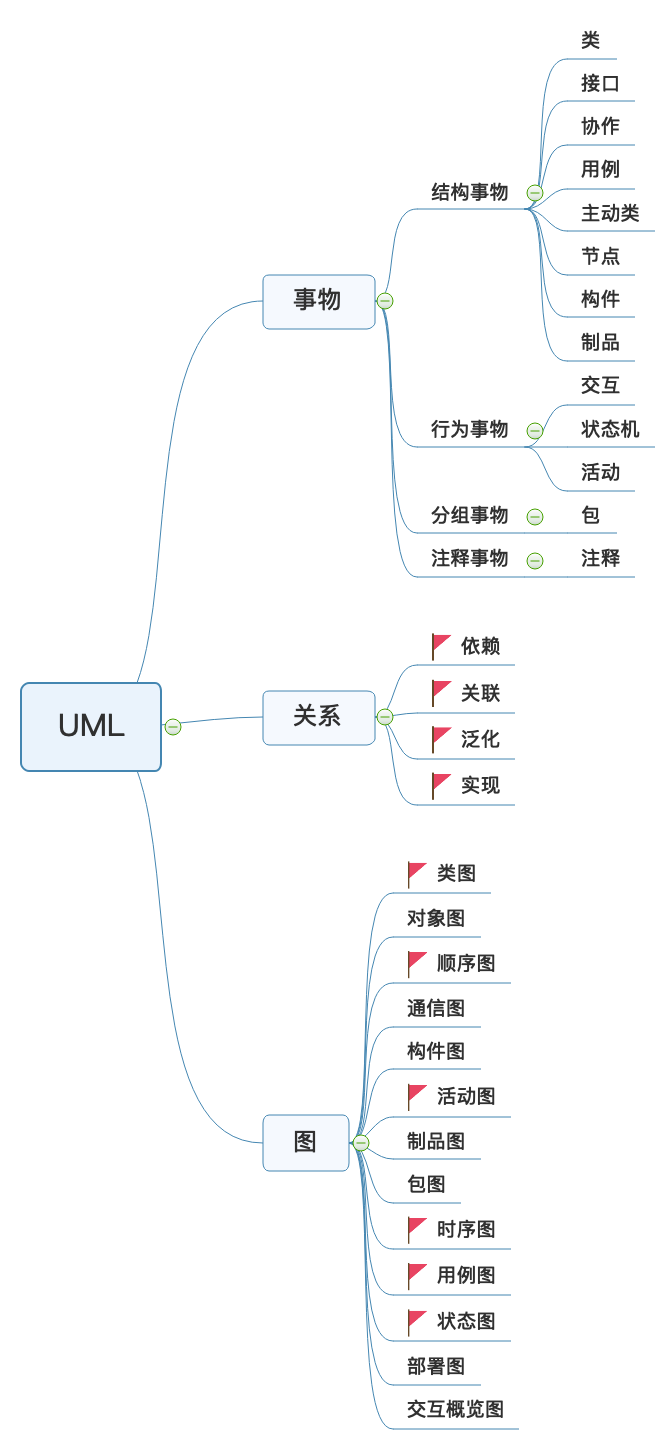 UML
事物
结构事物
类
接口
协作
用例
主动类
节点
构件
制品
行为事物
交互
状态机
活动
分组事物
包
注释事物
注释
关系
依赖
关联
泛化
实现
图
类图
对象图
顺序图
通信图
构件图
活动图
制品图
包图
时序图
用例图
状态图
部署图
交互概览图